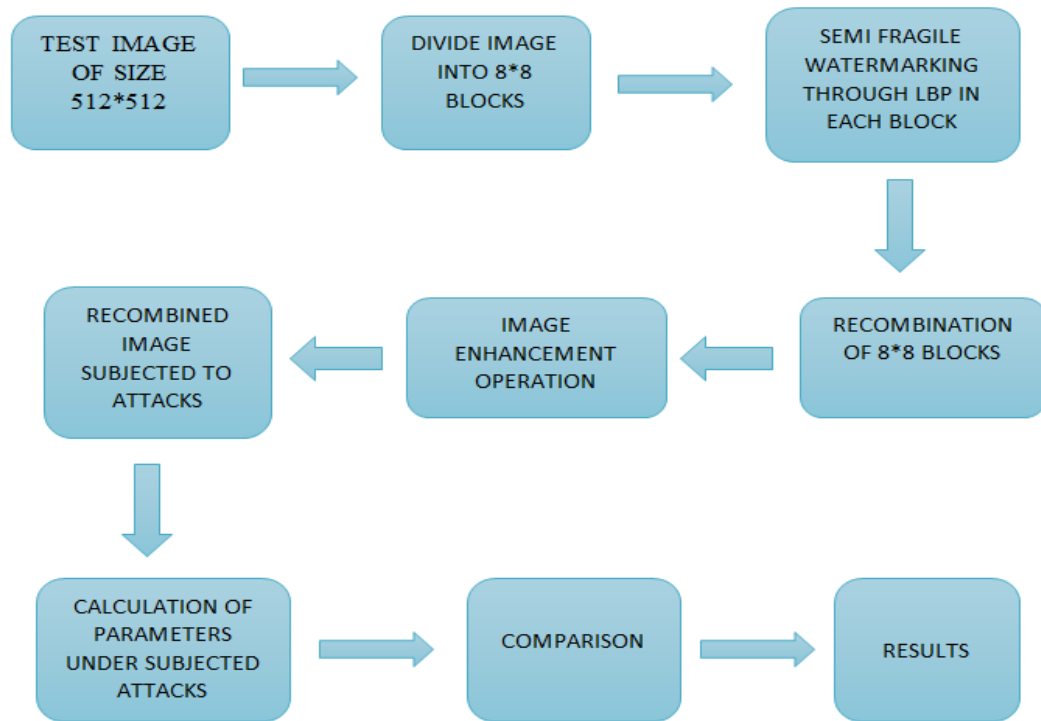 TEST IMAGE
OF SIZE
512*512
DIVIDE IMAGE
INTO 8*8
BLOCKS
SEMI FRAGILE
WATERMARKING
THROUGH LBP IN
EACH BLOCK
RECOMBINATION
OF 8*8 BLOCKS
IMAGE
ENHANCEMENT
OPERATION
RECOMBINED
IMAGE
SUBJECTED TO
ATTACKS
CALCULATION OF
PARAMETERS
UNDER SUBJECTED
ATTACKS
COMPARISON
RESULTS